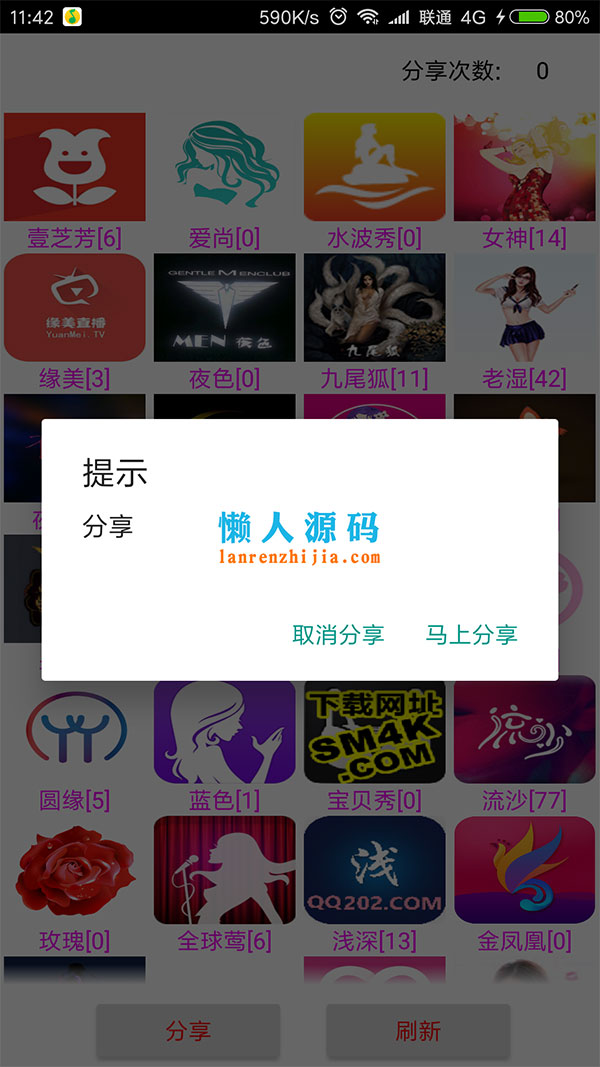 11:42 590K/s 联通 4G 80%
分享次数: 0
壹芝芳[6] 爱尚[0] 水波秀[0] 女神[14]
缘美直播
YuanMei.TV
GENTLE MENCLUB
MEN 夜色
九尾狐
缘美[3] 夜色[0] 九尾狐[11] 老湿[42]
提示
分享
懒人源码
lanrenzhijia.com
取消分享 马上分享
下载网址
SM4K
.COM
流沙
圆缘[5] 蓝色[1] 宝贝秀[0] 流沙[77]
浅
QQ202.COM
玫瑰[0] 全球莺[6] 浅深[13] 金凤凰[0]
分享 刷新